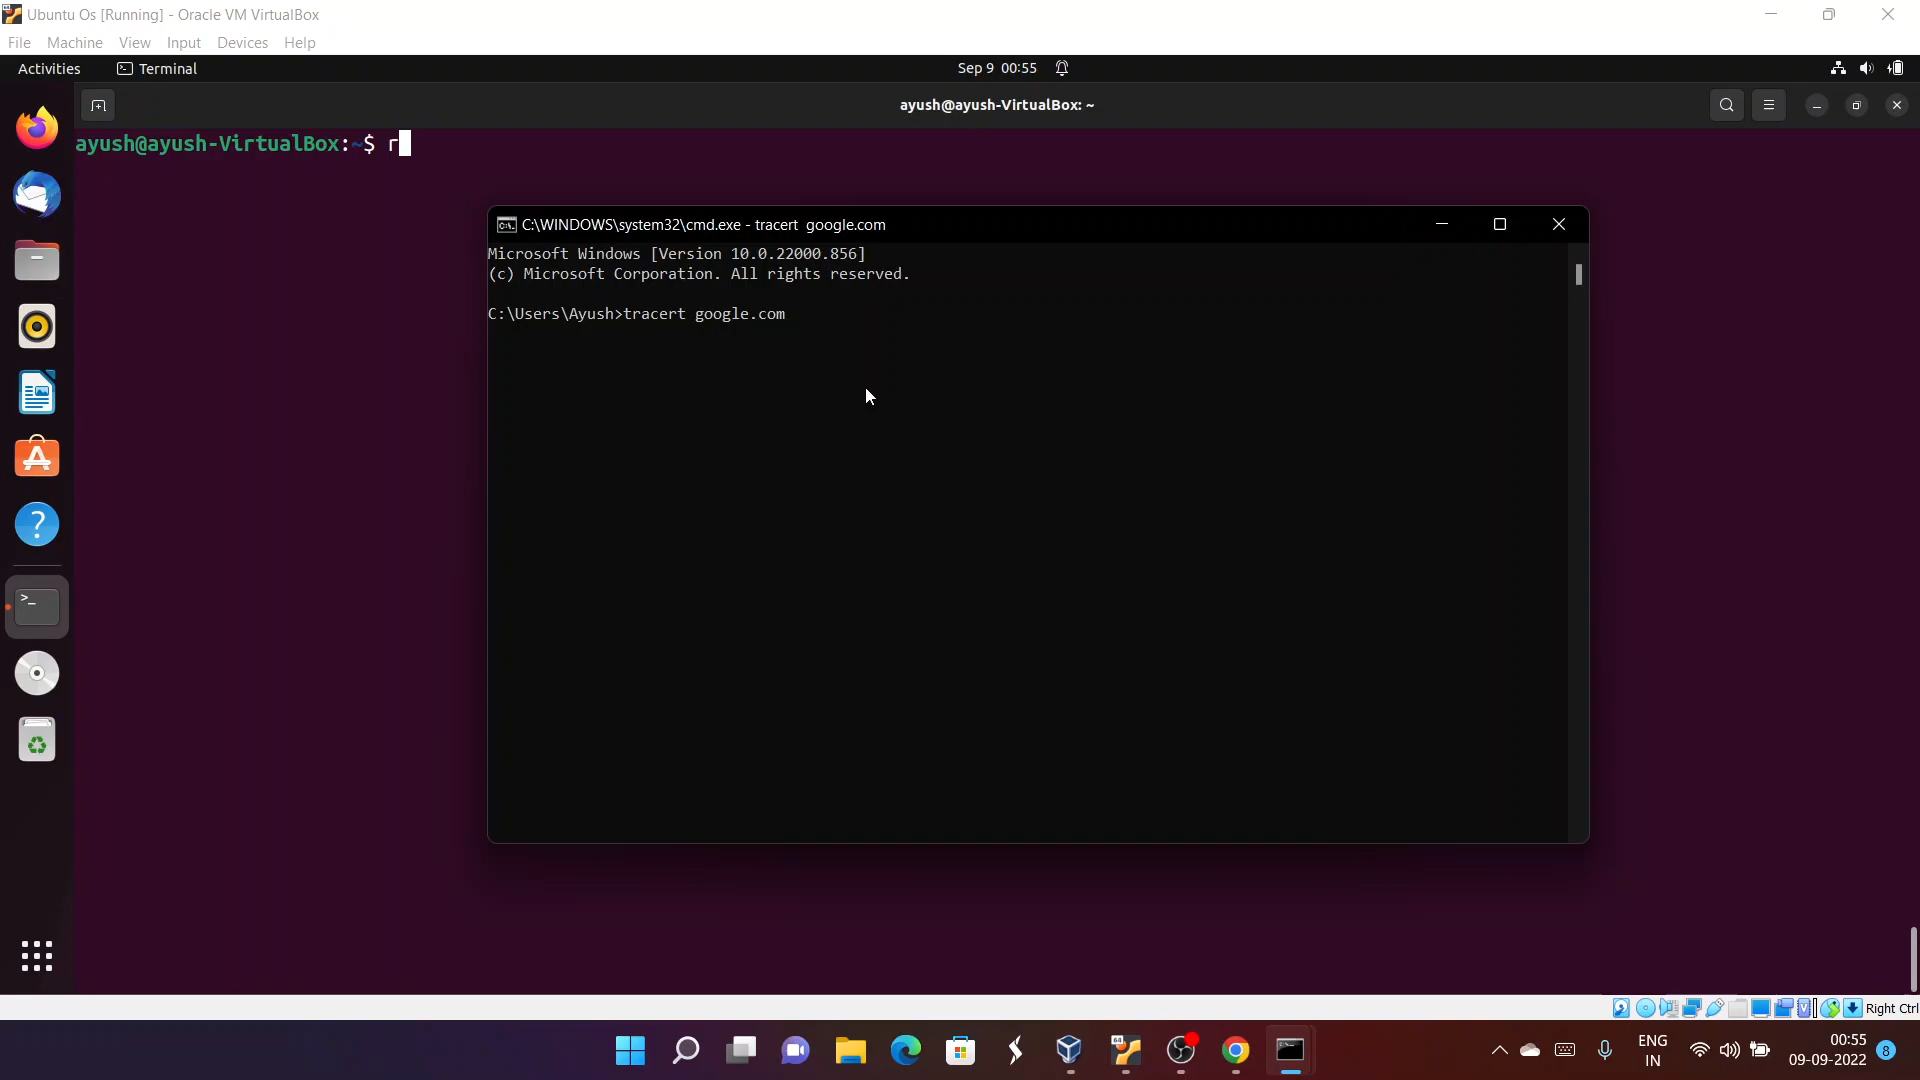 Ubuntu Os [Running] - Oracle VM VirtualBox
File Machine View Input Devices Help
Activities Terminal Sep 9 00:55
ayush@ayush-VirtualBox: ~
ayush@ayush-VirtualBox:~$ r
C:\WINDOWS\system32\cmd.exe - tracert google.com
Microsoft Windows [Version 10.0.22000.856]
(c) Microsoft Corporation. All rights reserved.
C:\Users\Ayush>tracert google.com
Right Ctrl
ENG
IN
00:55
09-09-2022
8